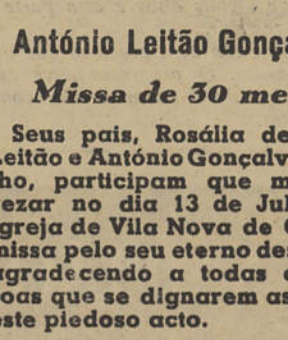 António Leitão Gonça
Missa de 30 me
Seus pais, Rosália de
Leitão e António Gonçalv
ho, participam que m
ezar no dia 13 de Jul
greja de Vila Nova de
missa pelo seu eterno des
agradecendo a todas
oas que se dignarem as
este piedoso acto.